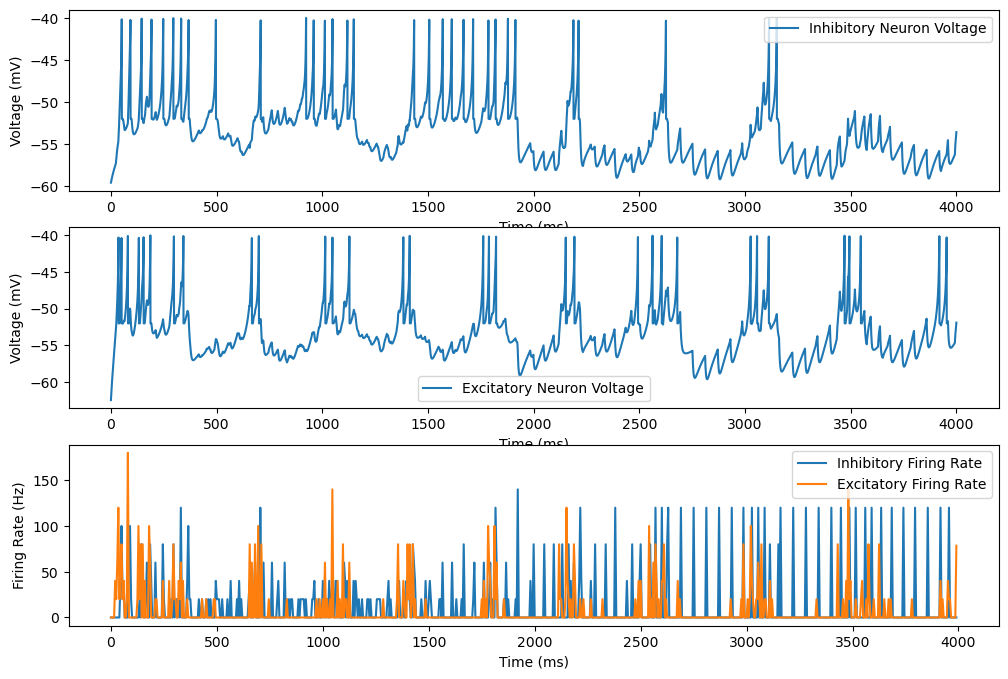 Inhibitory Neuron Voltage
Voltage (mV)
−40
−45
−50
−55
−60
0 500 1000 1500 2000 2500 3000 3500 4000
Time (ms)
Excitatory Neuron Voltage
Voltage (mV)
−40
−45
−50
−55
−60
0 500 1000 1500 2000 2500 3000 3500 4000
Time (ms)
Inhibitory Firing Rate
Excitatory Firing Rate
Firing Rate (Hz)
150
100
50
0
0 500 1000 1500 2000 2500 3000 3500 4000
Time (ms)